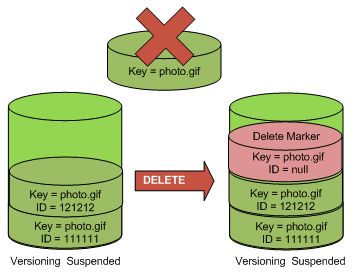 Key = photo.gif
Key = photo.gif
ID = 121212
Key = photo.gif
ID = 111111
Versioning Suspended
DELETE
Delete Marker
Key = photo.gif
ID = null
Key = photo.gif
ID = 121212
Key = photo.gif
ID = 111111
Versioning Suspended